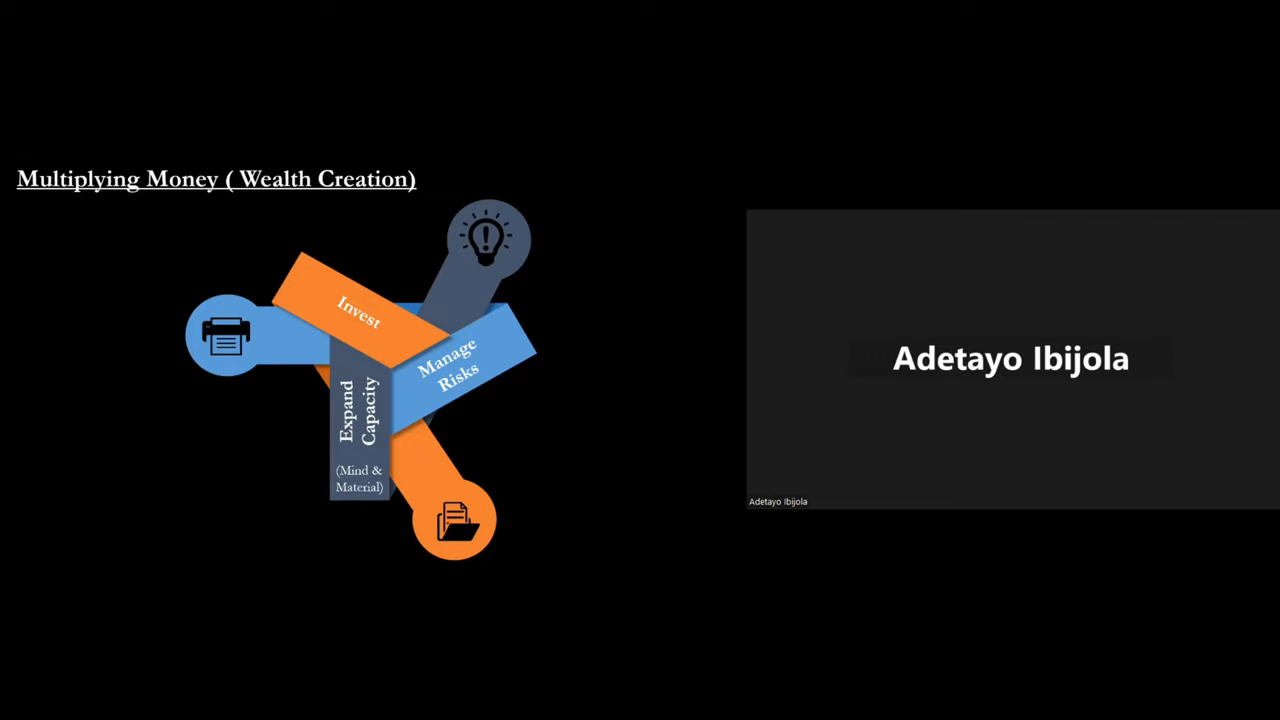 Multiplying Money ( Wealth Creation)
Invest
Manage
Risks
Expand
Capacity
(Mind &
Material)
Adetayo Ibijola
Adetayo Ibijola